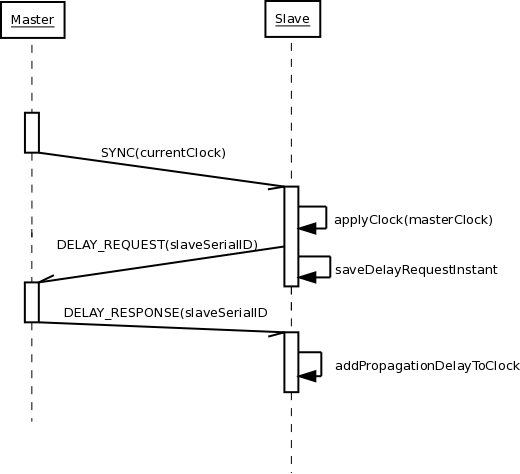 Master
Slave
SYNC(currentClock)
applyClock(masterClock)
DELAY_REQUEST(slaveSerialID)
saveDelayRequestInstant
DELAY_RESPONSE(slaveSerialID
addPropagationDelayToClock